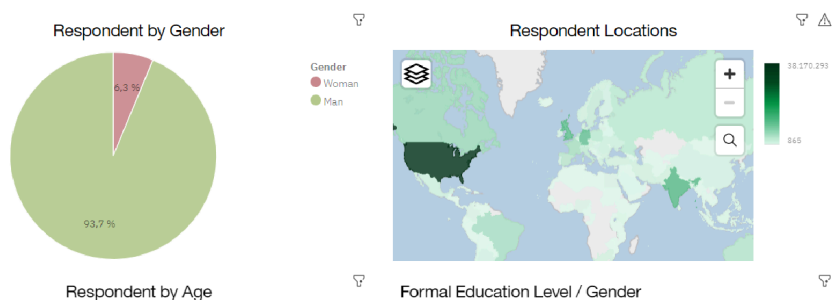 Respondent by Gender
Gender
Woman
Man
6,3 %
93,7 %
Respondent Locations
+
−
38.170.293
865
Respondent by Age
Formal Education Level / Gender